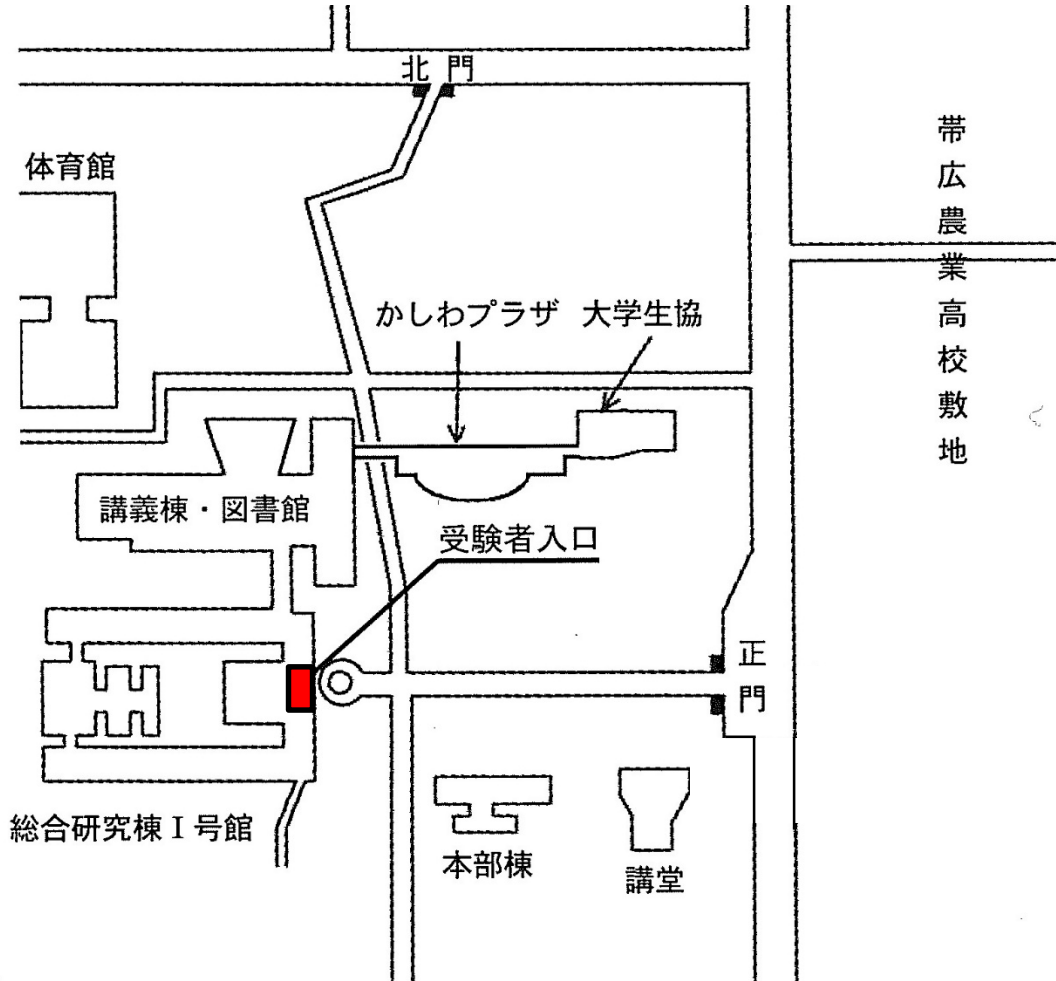 北門
体育館
帯広農業高校敷地
かしわプラザ
大学生協
講義棟・図書館
受験者入口
正門
総合研究棟Ⅰ号館
本部棟
講堂